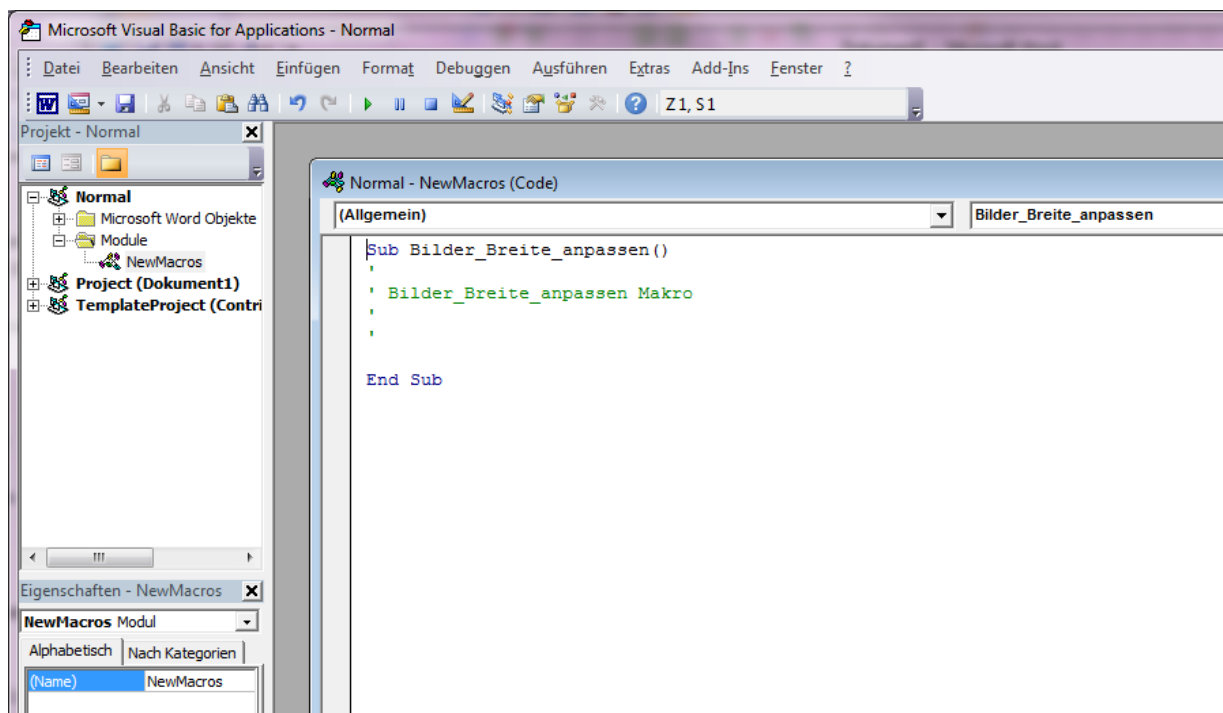 Microsoft Visual Basic for Applications - Normal
Datei Bearbeiten Ansicht Einfügen Format Debuggen Ausführen Extras Add-Ins Fenster ?
Z1, S1
Projekt - Normal
Normal
Microsoft Word Objekte
Module
NewMacros
Project (Dokument1)
TemplateProject (Contri
Eigenschaften - NewMacros
NewMacros Modul
Alphabetisch Nach Kategorien
(Name) NewMacros
Normal - NewMacros (Code)
(Allgemein) Bilder_Breite_anpassen
Sub Bilder_Breite_anpassen()
'
' Bilder_Breite_anpassen Makro
'
'
End Sub